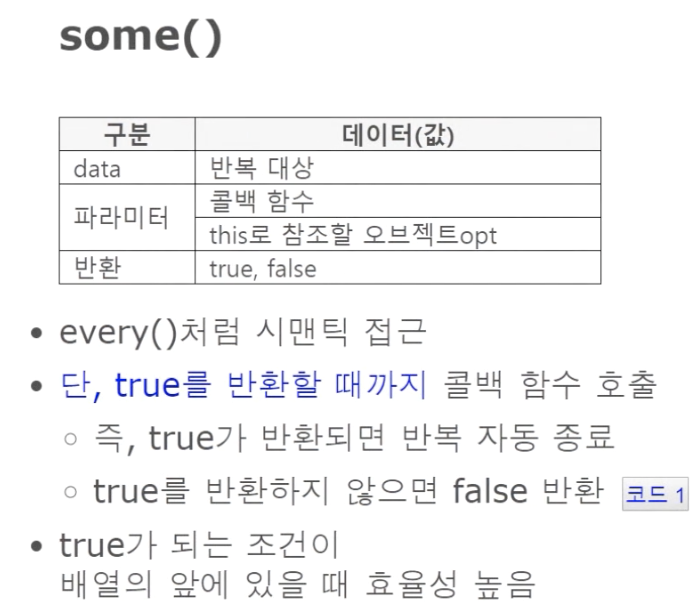 some()
구분 데이터(값)
data 반복 대상
파라미터 콜백 함수
this로 참조할 오브젝트opt
반환 true, false
• every()처럼 시맨틱 접근
• 단, true를 반환할 때까지 콜백 함수 호출
○ 즉, true가 반환되면 반복 자동 종료
○ true를 반환하지 않으면 false 반환 코드 1
• true가 되는 조건이
배열의 앞에 있을 때 효율성 높음